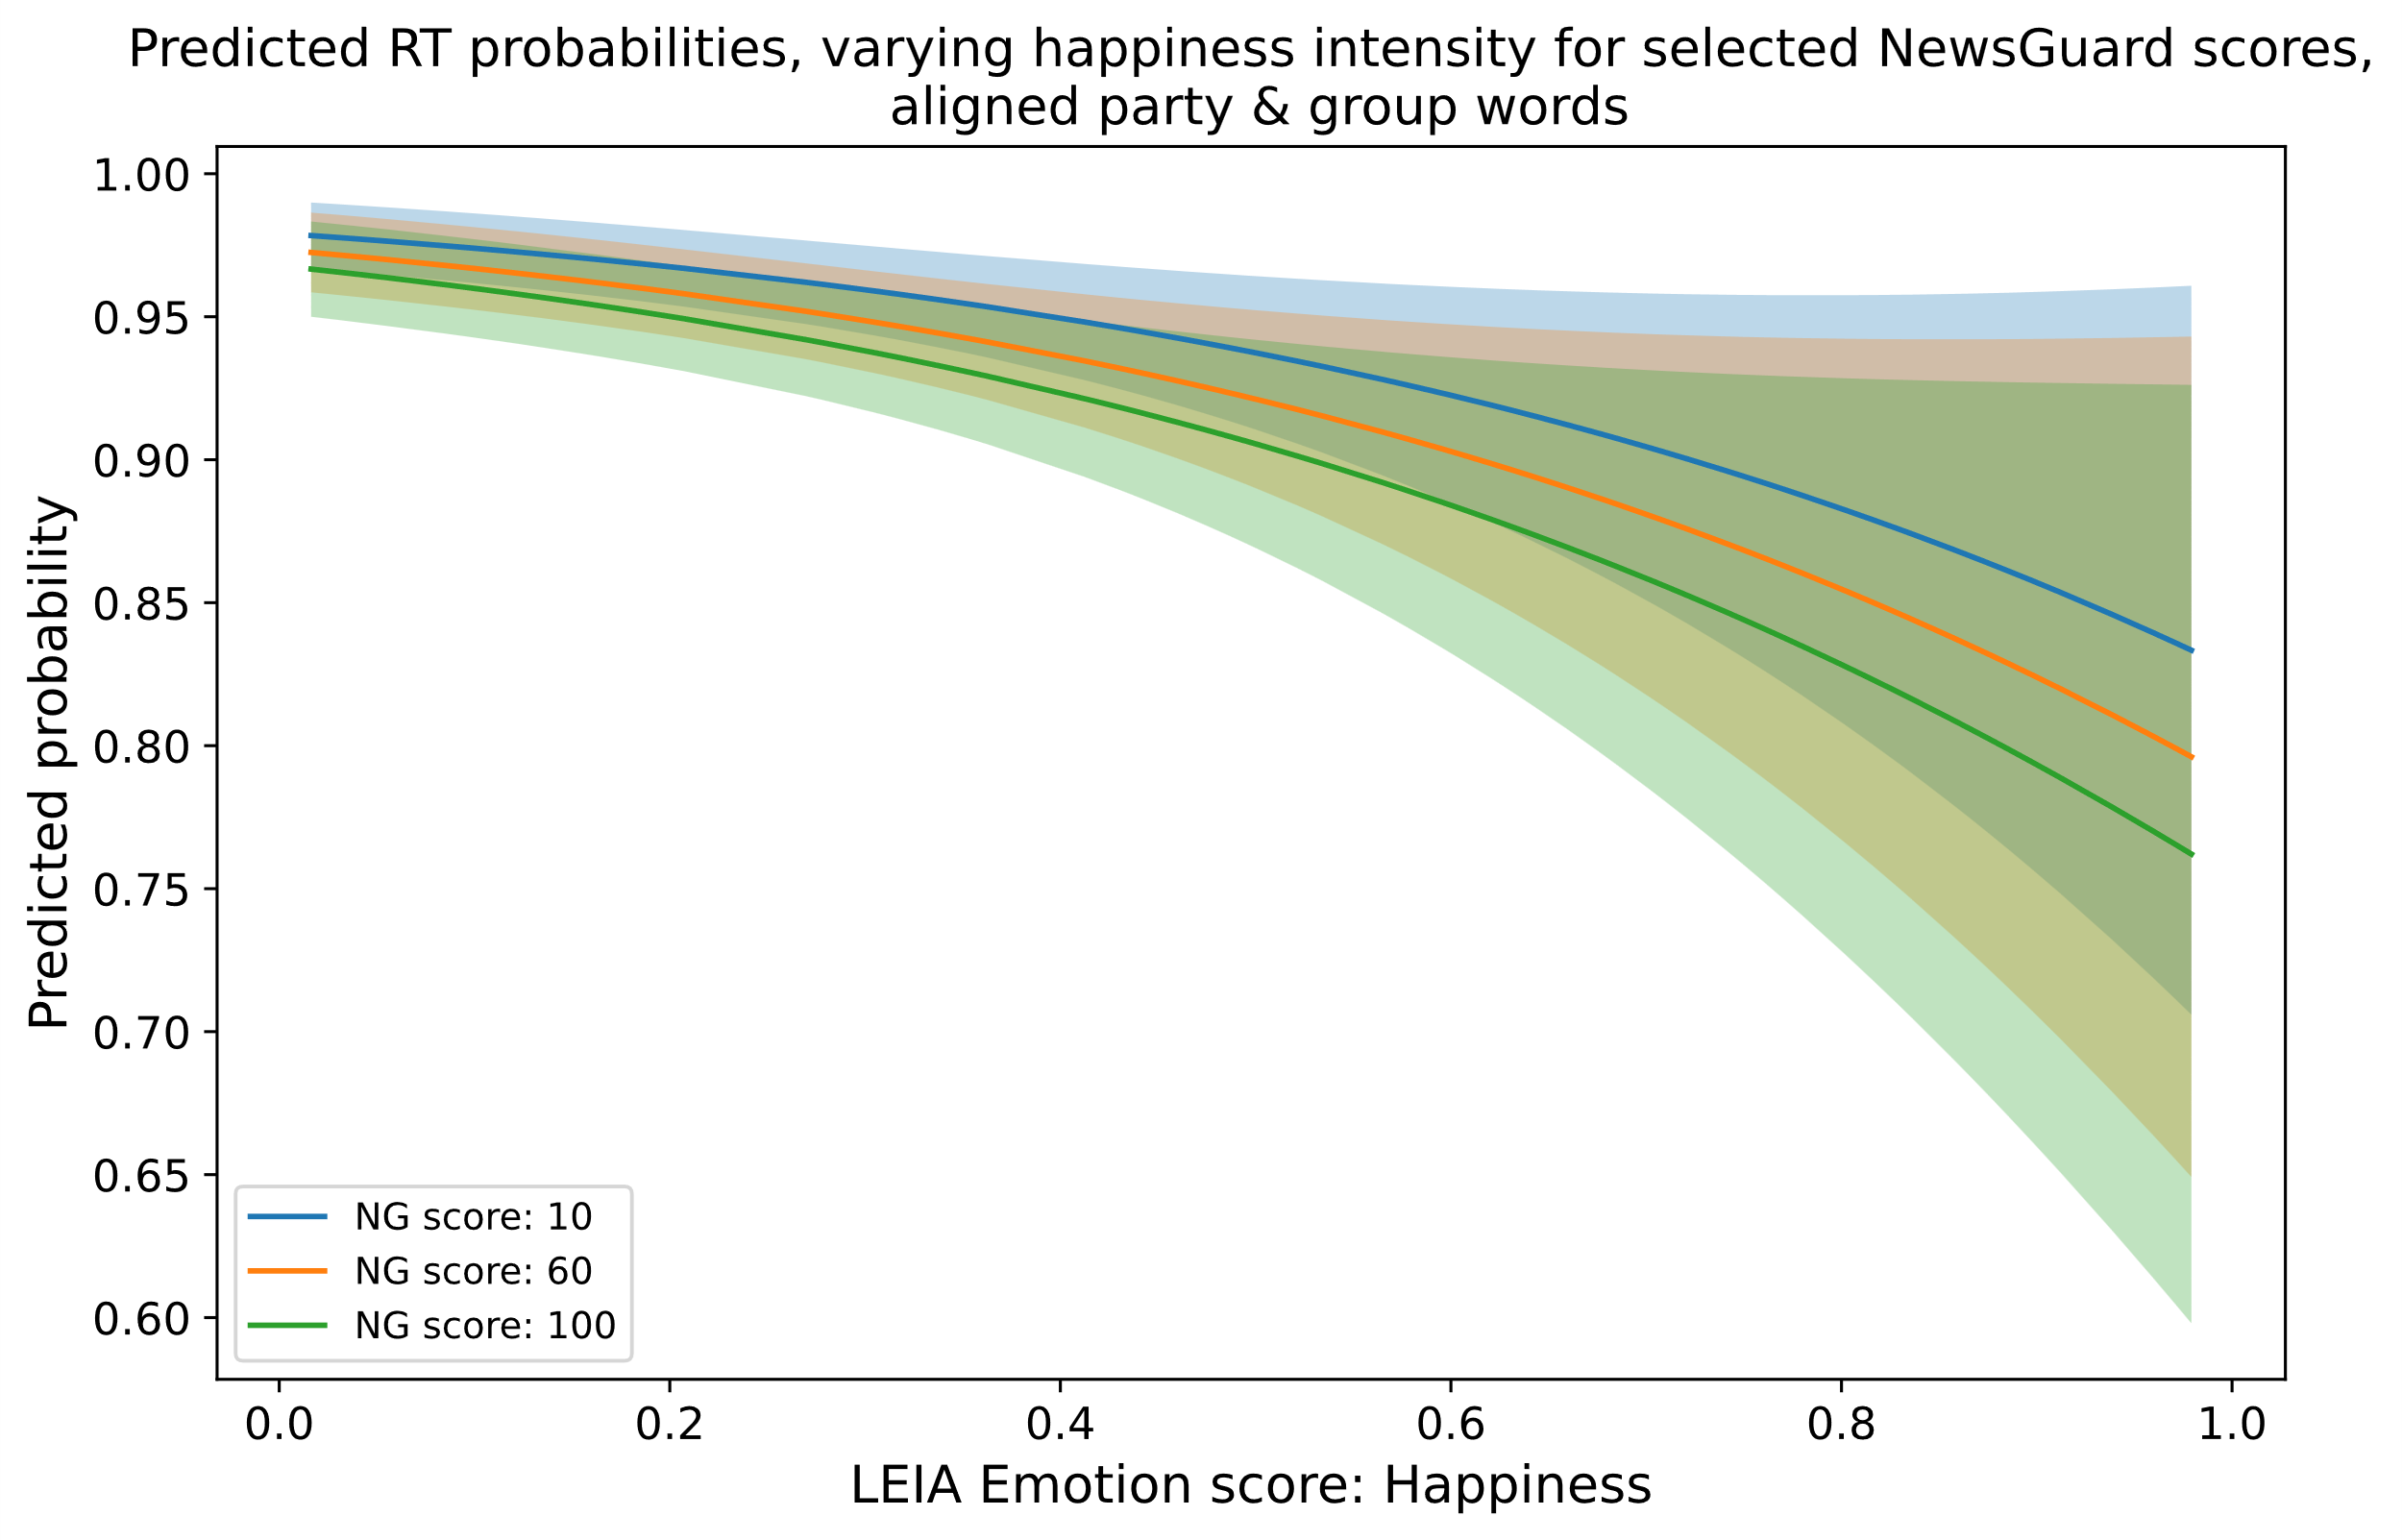 Predicted RT probabilities, varying happiness intensity for selected NewsGuard scores,
aligned party & group words
Predicted probability
1.00
0.95
0.90
0.85
0.80
0.75
0.70
0.65
0.60
NG score: 10
NG score: 60
NG score: 100
0.0 0.2 0.4 0.6 0.8 1.0
LEIA Emotion score: Happiness